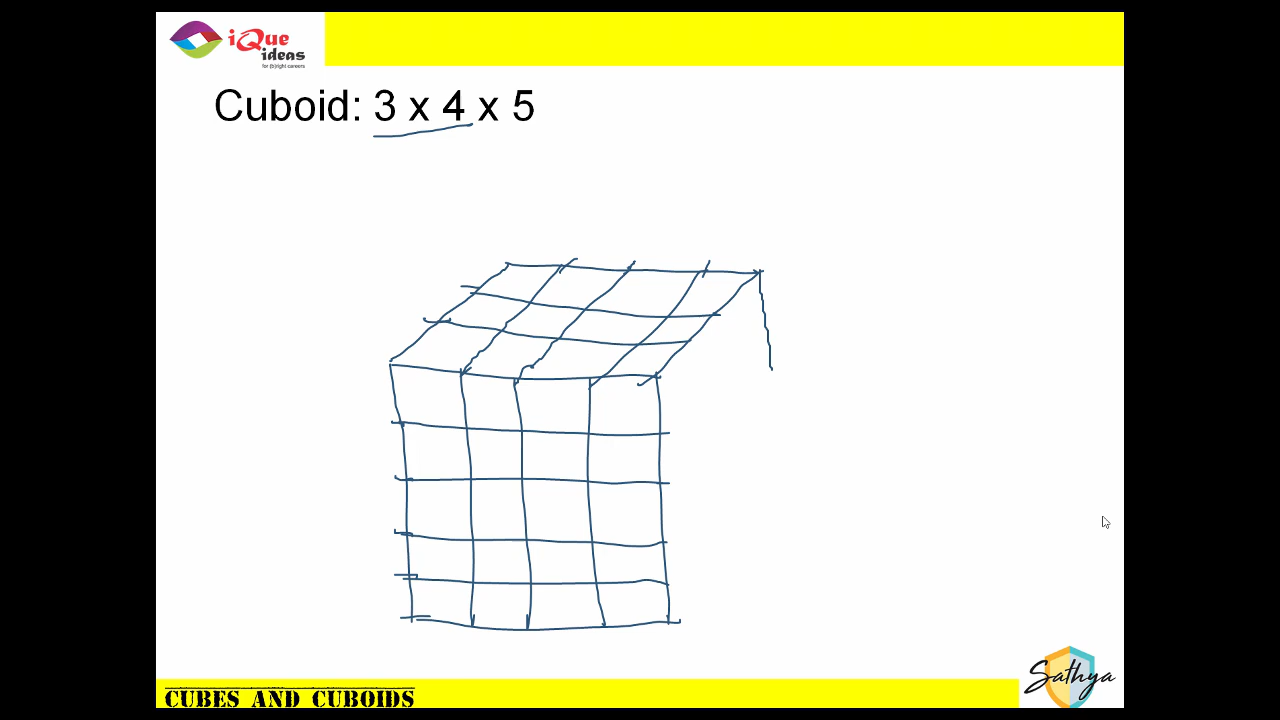 iQue
ideas
for (b)right careers
Cuboid: 3 x 4 x 5
CUBES AND CUBOIDS
Sathya